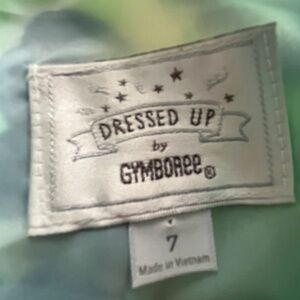 DRESSED UP
by
GYMBOREE®
7
Made in Vietnam